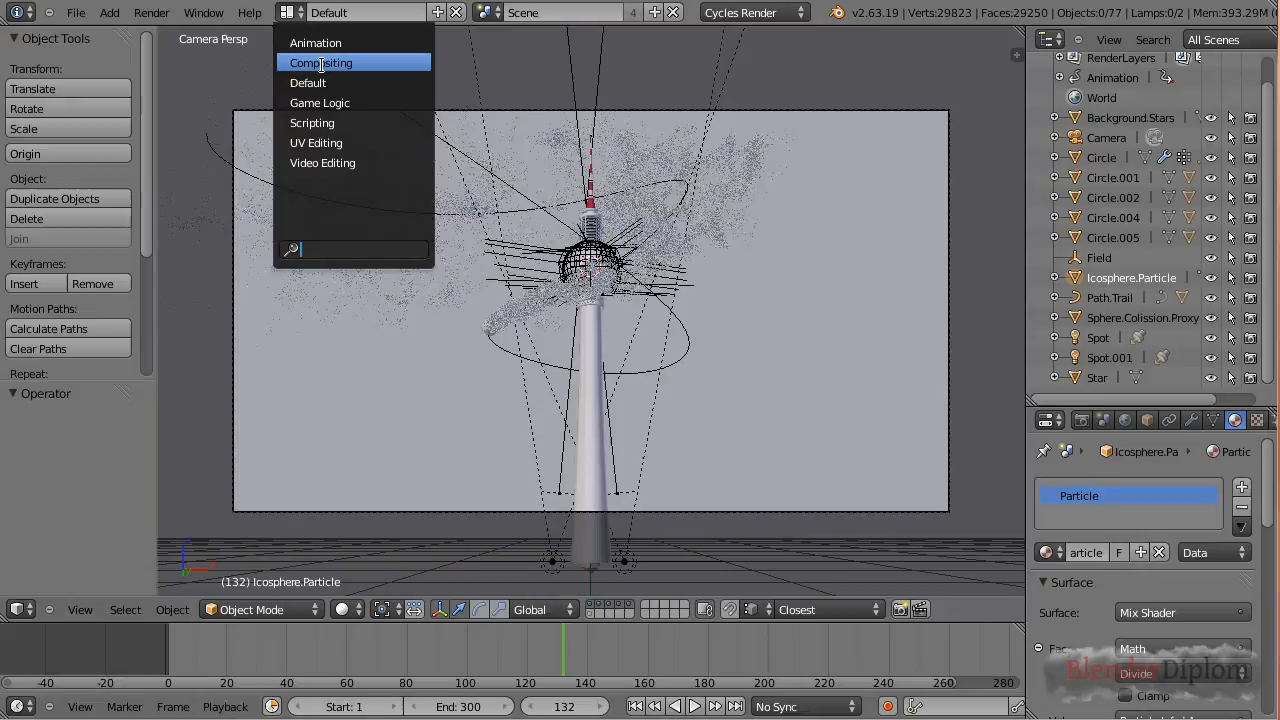 File Add Render Window Help Default Scene 4 Cycles Render v2.63.19 | Verts:29823 | Faces:29250 | Objects:0/77 | Lamps:0/2 | Mem:393.29M (
Object Tools
Transform:
Translate
Rotate
Scale
Origin
Object:
Duplicate Objects
Delete
Join
Keyframes:
Insert Remove
Motion Paths:
Calculate Paths
Clear Paths
Repeat:
Operator
Camera Persp
Animation
Compositing
Default
Game Logic
Scripting
UV Editing
Video Editing
(132) Icosphere.Particle
View Select Object Object Mode Global Closest
-40 -20 0 20 40 60 80 100 120 140 160 180 200 220 240 260 280
View Marker Frame Playback Start: 1 End: 300 132 No Sync
View Search All Scenes
RenderLayers
Animation
World
Background.Stars
Camera
Circle
Circle.001
Circle.002
Circle.004
Circle.005
Field
Icosphere.Particle
Path.Trail
Sphere.Colission.Proxy
Spot
Spot.001
Star
Icosphere.Pa Partic
Particle
article F Data
Surface
Surface: Mix Shader
Fac: Math
Divide
Clamp
BlenderDiplom